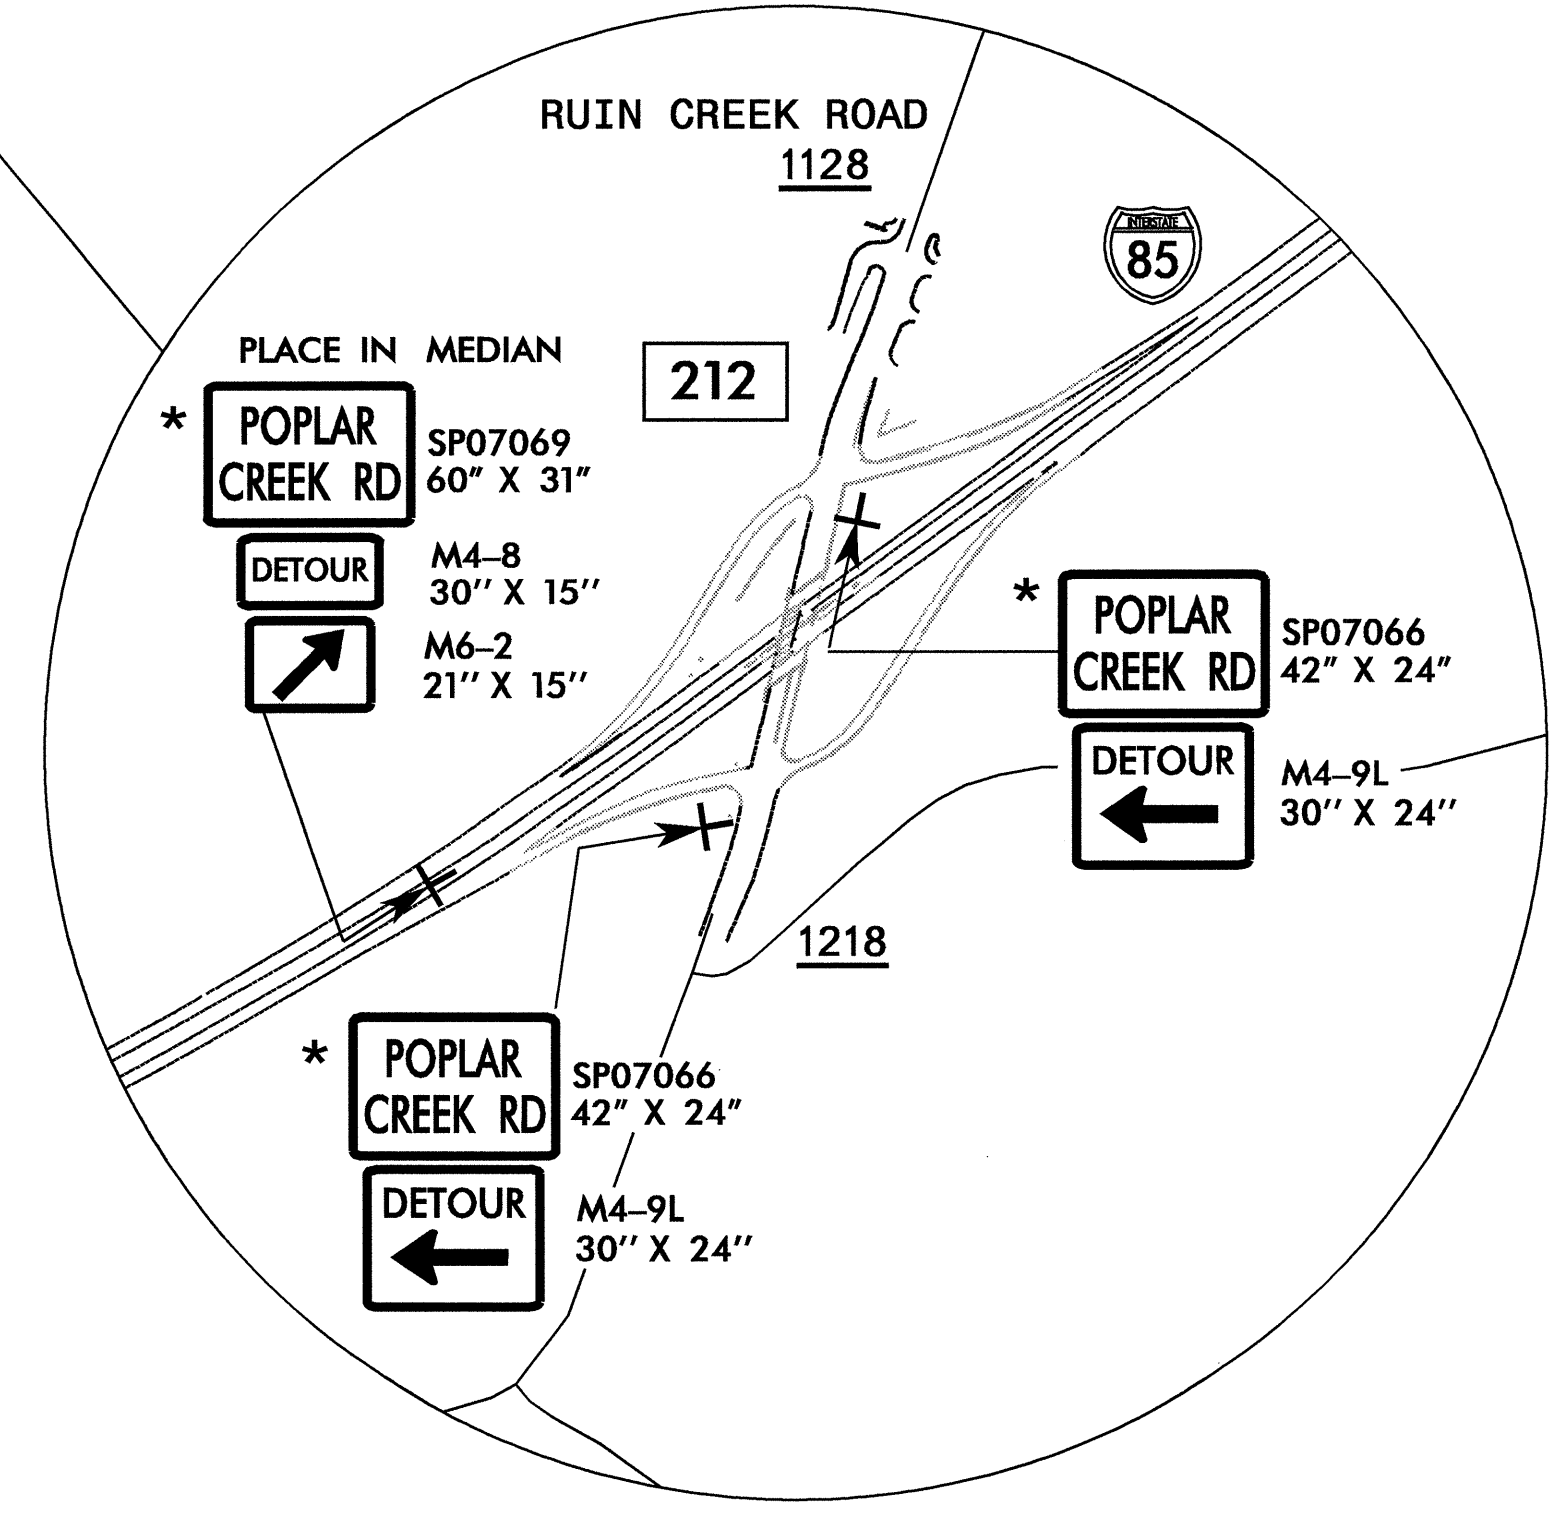 RUIN CREEK ROAD
1128
INTERSTATE
85
PLACE IN MEDIAN
212
*
POPLAR
CREEK RD
SP07069
60" X 31"
DETOUR
M4–8
30'' X 15''
M6–2
21'' X 15''
*
POPLAR
CREEK RD
SP07066
42" X 24"
DETOUR
M4–9L
30'' X 24''
1218
*
POPLAR
CREEK RD
SP07066
42" X 24"
DETOUR
M4–9L
30'' X 24''